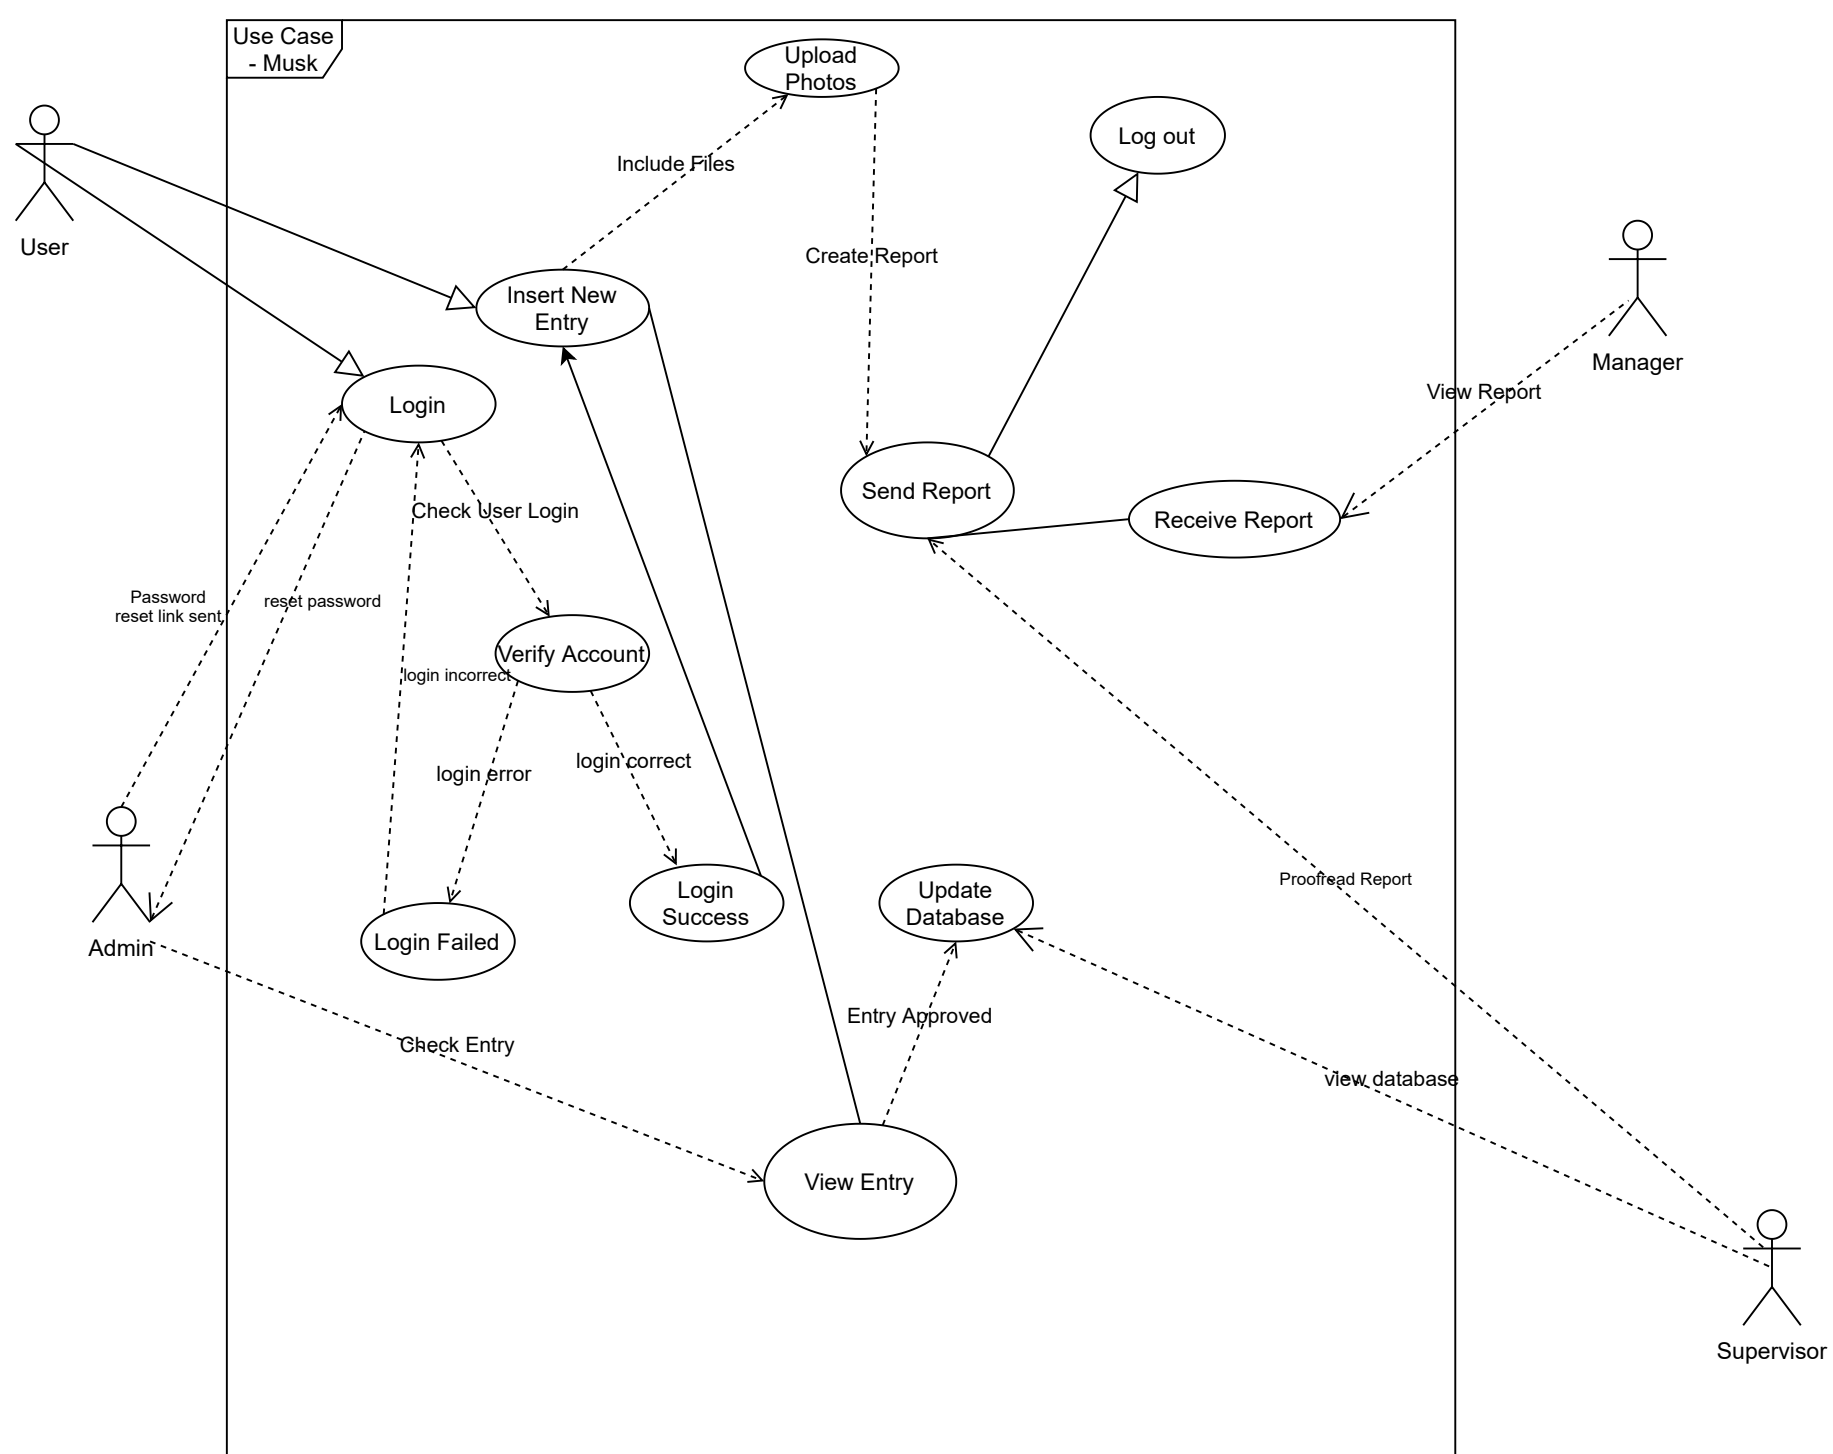 Use Case
- Musk
Upload
Photos
Log out
Include Files
User
Create Report
Insert New
Entry
Manager
View Report
Login
Send Report
Check User Login
Receive Report
Password
reset link sent
reset password
Verify Account
login incorrect
login error
login correct
Proofread Report
Login
Success
Update
Database
Login Failed
Admin
Entry Approved
Check Entry
view database
View Entry
Supervisor